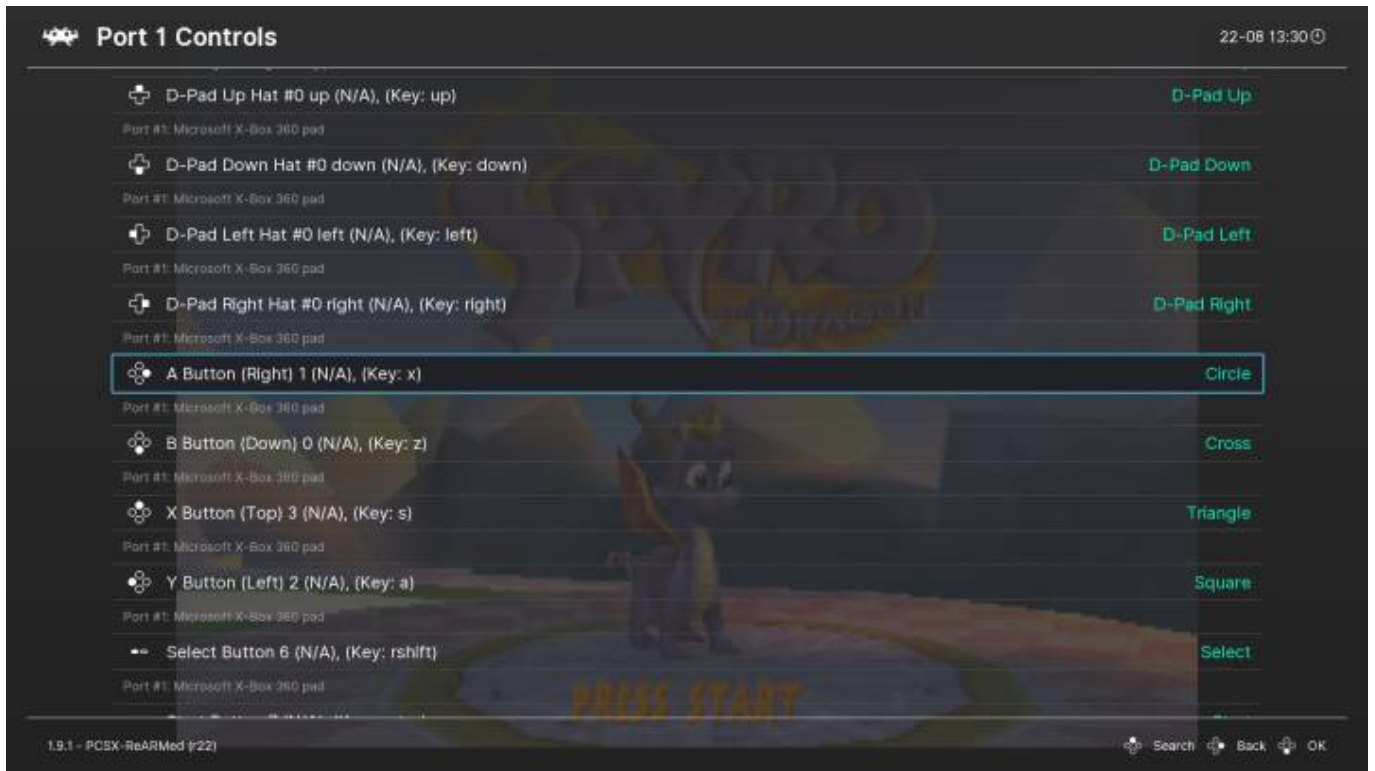 Port 1 Controls
22-08 13:30
D-Pad Up Hat #0 up (N/A), (Key: up) D-Pad Up
Port #1: Microsoft X-Box 360 pad
D-Pad Down Hat #0 down (N/A), (Key: down) D-Pad Down
Port #1: Microsoft X-Box 360 pad
D-Pad Left Hat #0 left (N/A), (Key: left) D-Pad Left
Port #1: Microsoft X-Box 360 pad
D-Pad Right Hat #0 right (N/A), (Key: right) D-Pad Right
Port #1: Microsoft X-Box 360 pad
A Button (Right) 1 (N/A), (Key: x) Circle
Port #1: Microsoft X-Box 360 pad
B Button (Down) 0 (N/A), (Key: z) Cross
Port #1: Microsoft X-Box 360 pad
X Button (Top) 3 (N/A), (Key: s) Triangle
Port #1: Microsoft X-Box 360 pad
Y Button (Left) 2 (N/A), (Key: a) Square
Port #1: Microsoft X-Box 360 pad
Select Button 6 (N/A), (Key: rshift) Select
Port #1: Microsoft X-Box 360 pad
SPYRO
THE DRAGON
PRESS START
1.9.1 - PCSX-ReARMed (r22)
Search Back OK